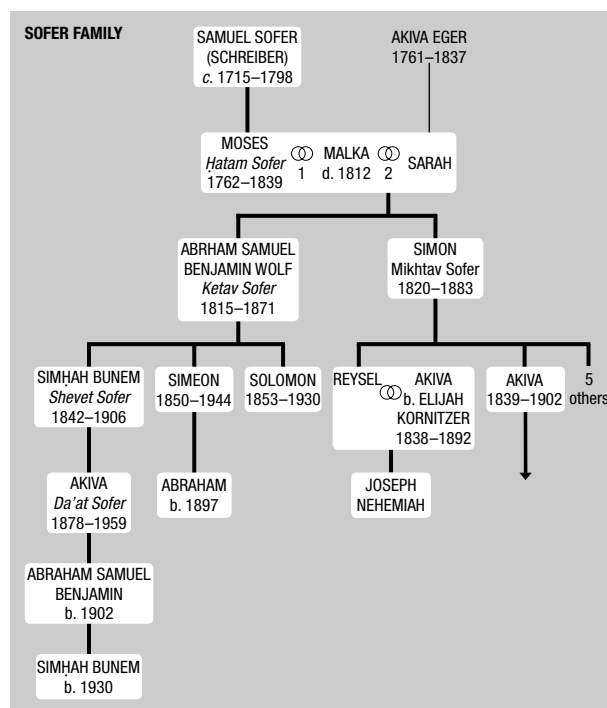 SOFER FAMILY
SAMUEL SOFER
(SCHREIBER)
c. 1715–1798
AKIVA EGER
1761–1837
MOSES
Ḥatam Sofer
1762–1839
1
MALKA
d. 1812
2
SARAH
ABRHAM SAMUEL
BENJAMIN WOLF
Ketav Sofer
1815–1871
SIMON
Mikhtav Sofer
1820–1883
SIMḤAH BUNEM
Shevet Sofer
1842–1906
SIMEON
1850–1944
SOLOMON
1853–1930
REYSEL
AKIVA
b. ELIJAH
KORNITZER
1838–1892
AKIVA
1839–1902
5
others
AKIVA
Da’at Sofer
1878–1959
ABRAHAM
b. 1897
JOSEPH
NEHEMIAH
ABRAHAM SAMUEL
BENJAMIN
b. 1902
SIMḤAH BUNEM
b. 1930